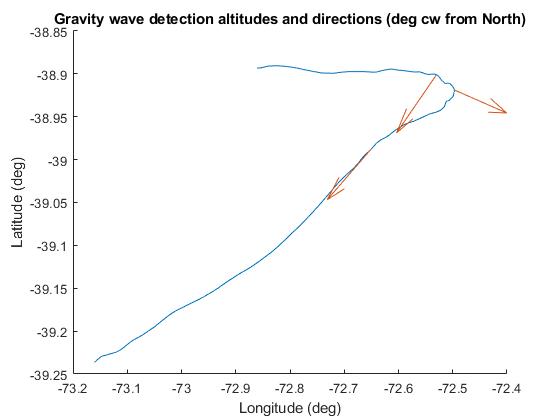 Gravity wave detection altitudes and directions (deg cw from North)
-38.85
-38.9
-38.95
-39
-39.05
-39.1
-39.15
-39.2
-39.25
Latitude (deg)
-73.2 -73.1 -73 -72.9 -72.8 -72.7 -72.6 -72.5 -72.4
Longitude (deg)